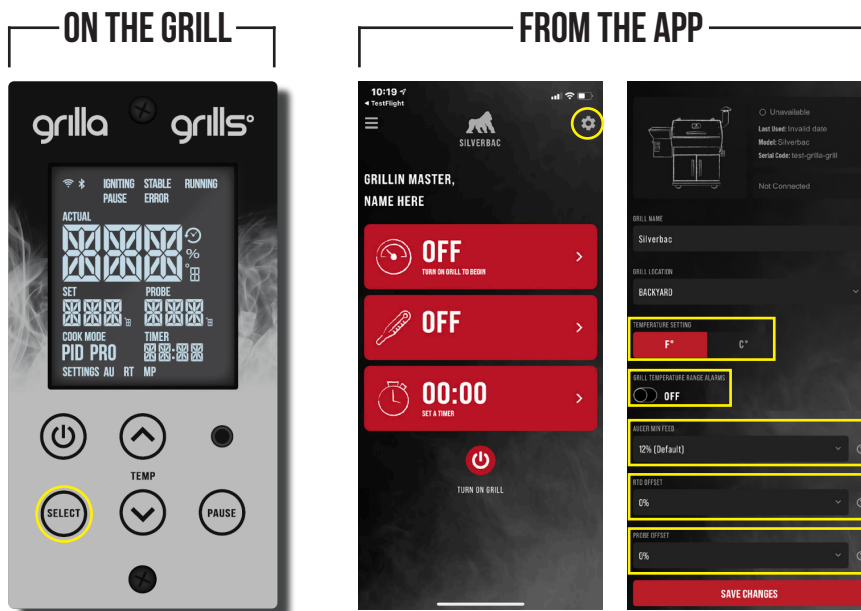 ON THE GRILL
FROM THE APP
grilla grills
IGNITING STABLE RUNNING
PAUSE ERROR
ACTUAL
%
SET PROBE
COOK MODE TIMER
PID PRO
SETTINGS AU RT MP
TEMP
SELECT
PAUSE
10:19
◀ TestFlight
SILVERBAC
GRILLIN MASTER,
NAME HERE
OFF
TURN ON GRILL TO BEGIN
OFF
00:00
SET A TIMER
TURN ON GRILL
Unavailable
Last Used: Invalid date
Model: Silverbac
Serial Code: test-grilla-grill
Not Connected
GRILL NAME
Silverbac
GRILL LOCATION
BACKYARD
TEMPERATURE SETTING
F° C°
GRILL TEMPERATURE RANGE ALARMS
OFF
AUGER MIN FEED
12% (Default)
RTD OFFSET
0%
PROBE OFFSET
0%
SAVE CHANGES